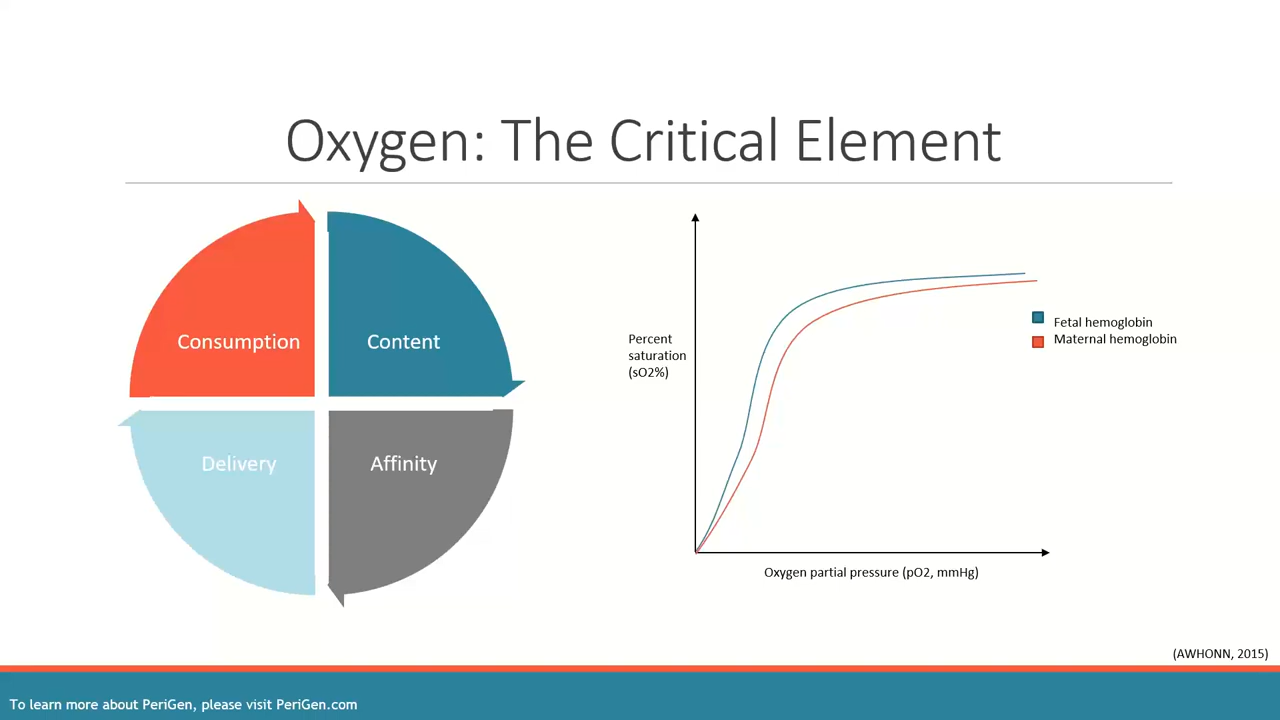 Oxygen: The Critical Element
Consumption
Content
Delivery
Affinity
Percent
saturation
(sO2%)
Fetal hemoglobin
Maternal hemoglobin
Oxygen partial pressure (pO2, mmHg)
(AWHONN, 2015)
To learn more about PeriGen, please visit PeriGen.com